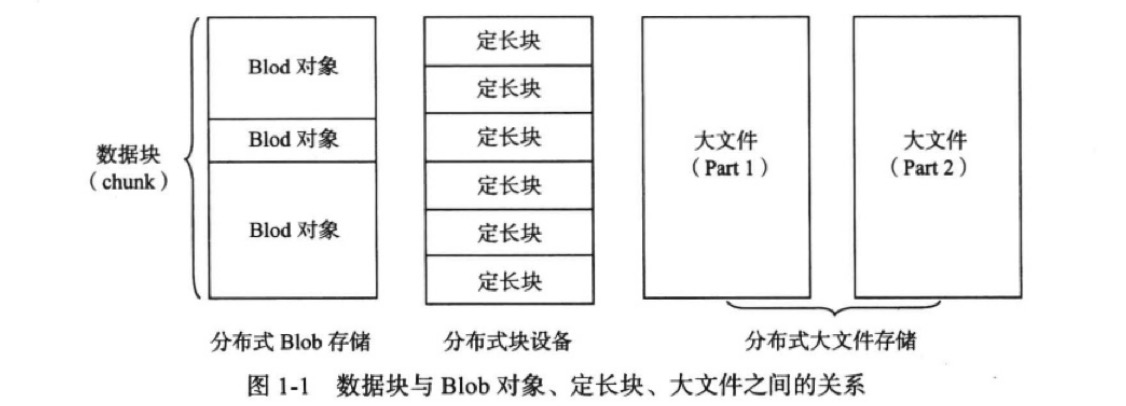 数据块
（chunk）
Blod 对象
Blod 对象
Blod 对象
定长块
定长块
定长块
定长块
定长块
定长块
大文件
（Part 1）
大文件
（Part 2）
分布式 Blob 存储
分布式块设备
分布式大文件存储
图 1-1 数据块与 Blob 对象、定长块、大文件之间的关系